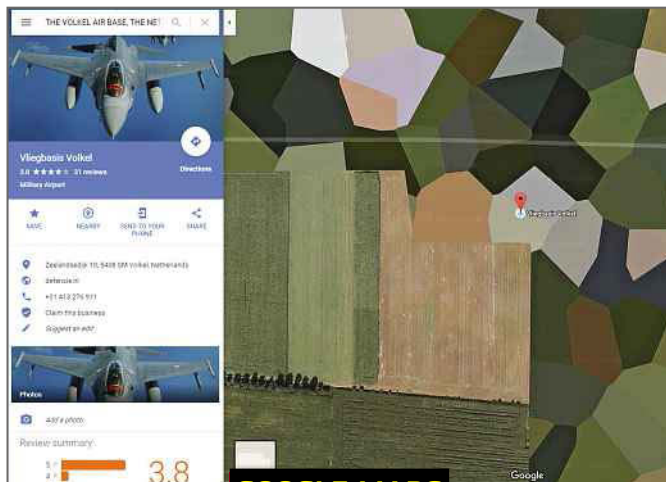 THE VOLKEL AIR BASE, THE NE
Vliegbasis Volkel
3.8 ★★★★ 31 reviews
Military Airport
Directions
SAVE
NEARBY
SEND TO YOUR
PHONE
SHARE
Zeelandsedijk 10, 5408 SM Volkel, Netherlands
defensie.nl
Claim this business
Suggest an edit
Photos
Add a photo
Review summary
5
4
3.8
Vliegbasis Volkel
Google